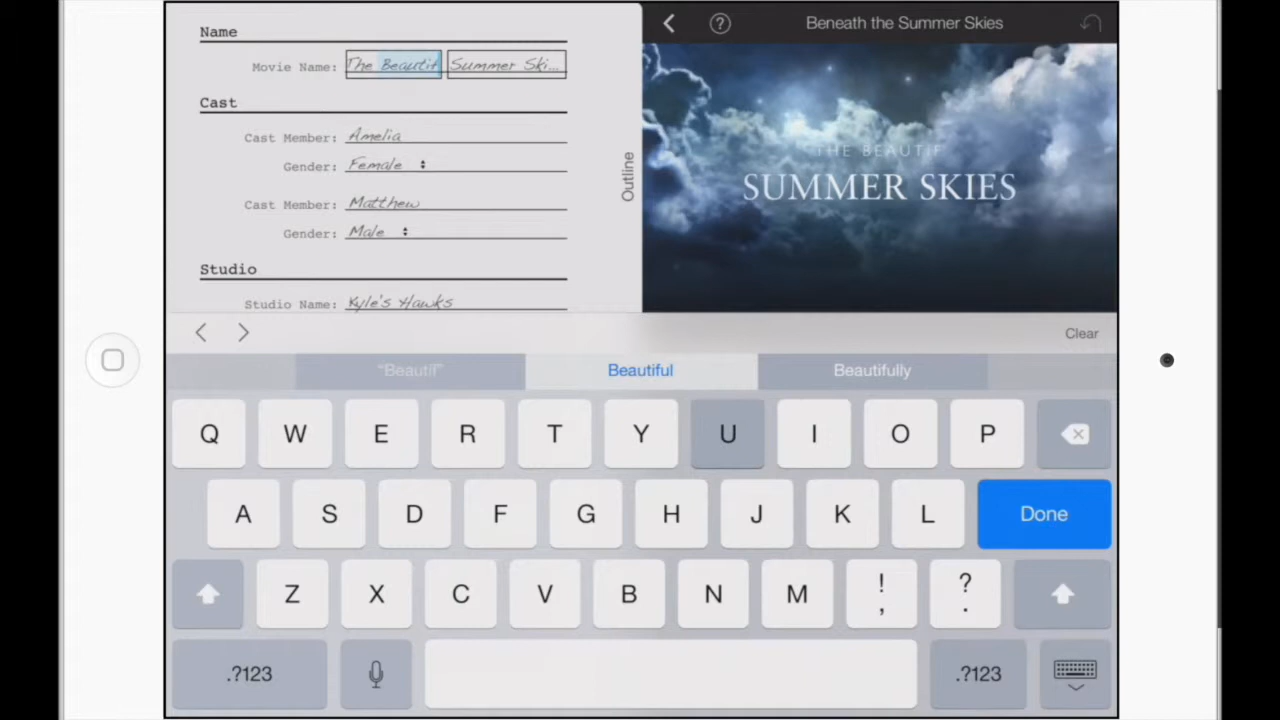 Name
Movie Name: The Beautif Summer Ski...
Cast
Cast Member: Amelia
Gender: Female
Cast Member: Matthew
Gender: Male
Studio
Studio Name: Kyle's Hawks
Outline
?
Beneath the Summer Skies
THE BEAUTIF
SUMMER SKIES
Clear
“Beautif” Beautiful Beautifully
Q W E R T Y U I O P
A S D F G H J K L Done
Z X C V B N M ! , ? .
.?123 .?123